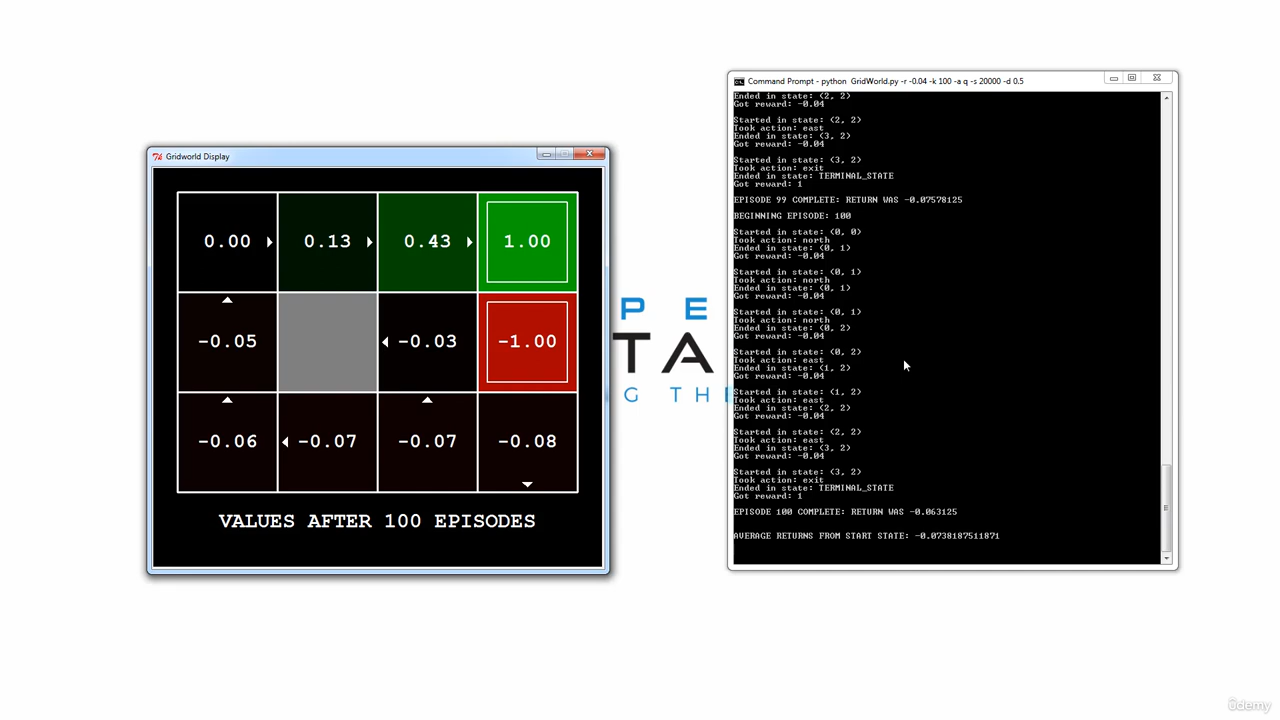 Gridworld Display
0.00 0.13 0.43 1.00
-0.05 -0.03 -1.00
-0.06 -0.07 -0.07 -0.08
VALUES AFTER 100 EPISODES
PE
TA
G TH
Command Prompt - python GridWorld.py -r -0.04 -k 100 -a q -s 20000 -d 0.5
Ended in state: (2, 2)
Got reward: -0.04
Started in state: (2, 2)
Took action: east
Ended in state: (3, 2)
Got reward: -0.04
Started in state: (3, 2)
Took action: exit
Ended in state: TERMINAL_STATE
Got reward: 1
EPISODE 99 COMPLETE: RETURN WAS -0.07578125
BEGINNING EPISODE: 100
Started in state: (0, 0)
Took action: north
Ended in state: (0, 1)
Got reward: -0.04
Started in state: (0, 1)
Took action: north
Ended in state: (0, 1)
Got reward: -0.04
Started in state: (0, 1)
Took action: north
Ended in state: (0, 2)
Got reward: -0.04
Started in state: (0, 2)
Took action: east
Ended in state: (1, 2)
Got reward: -0.04
Started in state: (1, 2)
Took action: east
Ended in state: (2, 2)
Got reward: -0.04
Started in state: (2, 2)
Took action: east
Ended in state: (3, 2)
Got reward: -0.04
Started in state: (3, 2)
Took action: exit
Ended in state: TERMINAL_STATE
Got reward: 1
EPISODE 100 COMPLETE: RETURN WAS -0.063125
AVERAGE RETURNS FROM START STATE: -0.0738187511871
ûdemy